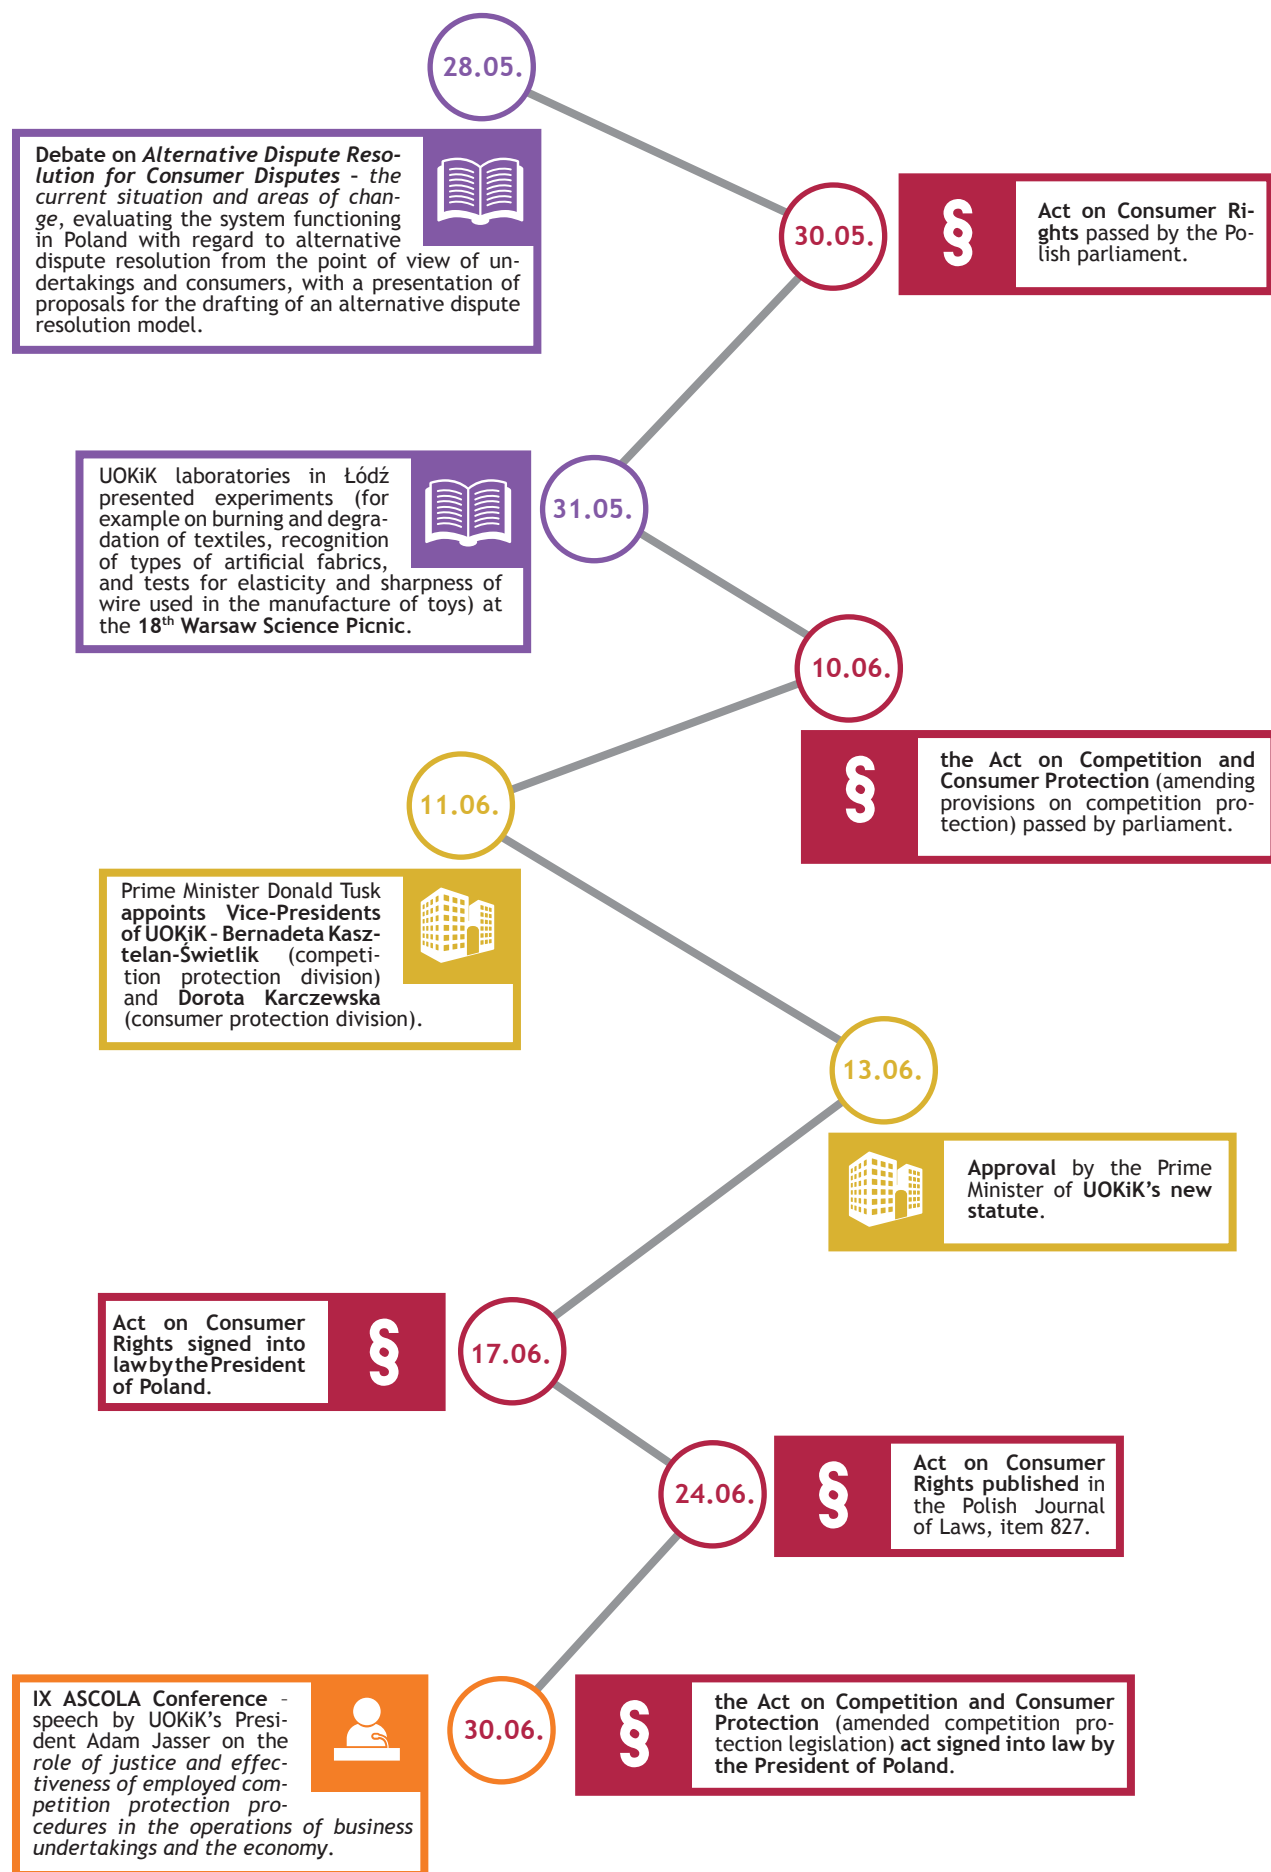 28.05.
Debate on Alternative Dispute Reso-
lution for Consumer Disputes – the
current situation and areas of chan-
ge, evaluating the system functioning
in Poland with regard to alternative
dispute resolution from the point of view of un-
dertakings and consumers, with a presentation of
proposals for the drafting of an alternative dispute
resolution model.
30.05.
§
Act on Consumer Ri-
ghts passed by the Po-
lish parliament.
UOKiK laboratories in Łódź
presented experiments (for
example on burning and degra-
dation of textiles, recognition
of types of artificial fabrics,
and tests for elasticity and sharpness of
wire used in the manufacture of toys) at
the 18th Warsaw Science Picnic.
31.05.
10.06.
§
the Act on Competition and
Consumer Protection (amending
provisions on competition pro-
tection) passed by parliament.
11.06.
Prime Minister Donald Tusk
appoints Vice-Presidents
of UOKiK – Bernadeta Kasz-
telan-Świetlik (competi-
tion protection division)
and Dorota Karczewska
(consumer protection division).
13.06.
Approval by the Prime
Minister of UOKiK’s new
statute.
Act on Consumer
Rights signed into
law by the President
of Poland.
§
17.06.
24.06.
§
Act on Consumer
Rights published in
the Polish Journal
of Laws, item 827.
IX ASCOLA Conference –
speech by UOKiK’s Presi-
dent Adam Jasser on the
role of justice and effec-
tiveness of employed com-
petition protection pro-
cedures in the operations of business
undertakings and the economy.
30.06.
§
the Act on Competition and Consumer
Protection (amended competition pro-
tection legislation) act signed into law by
the President of Poland.